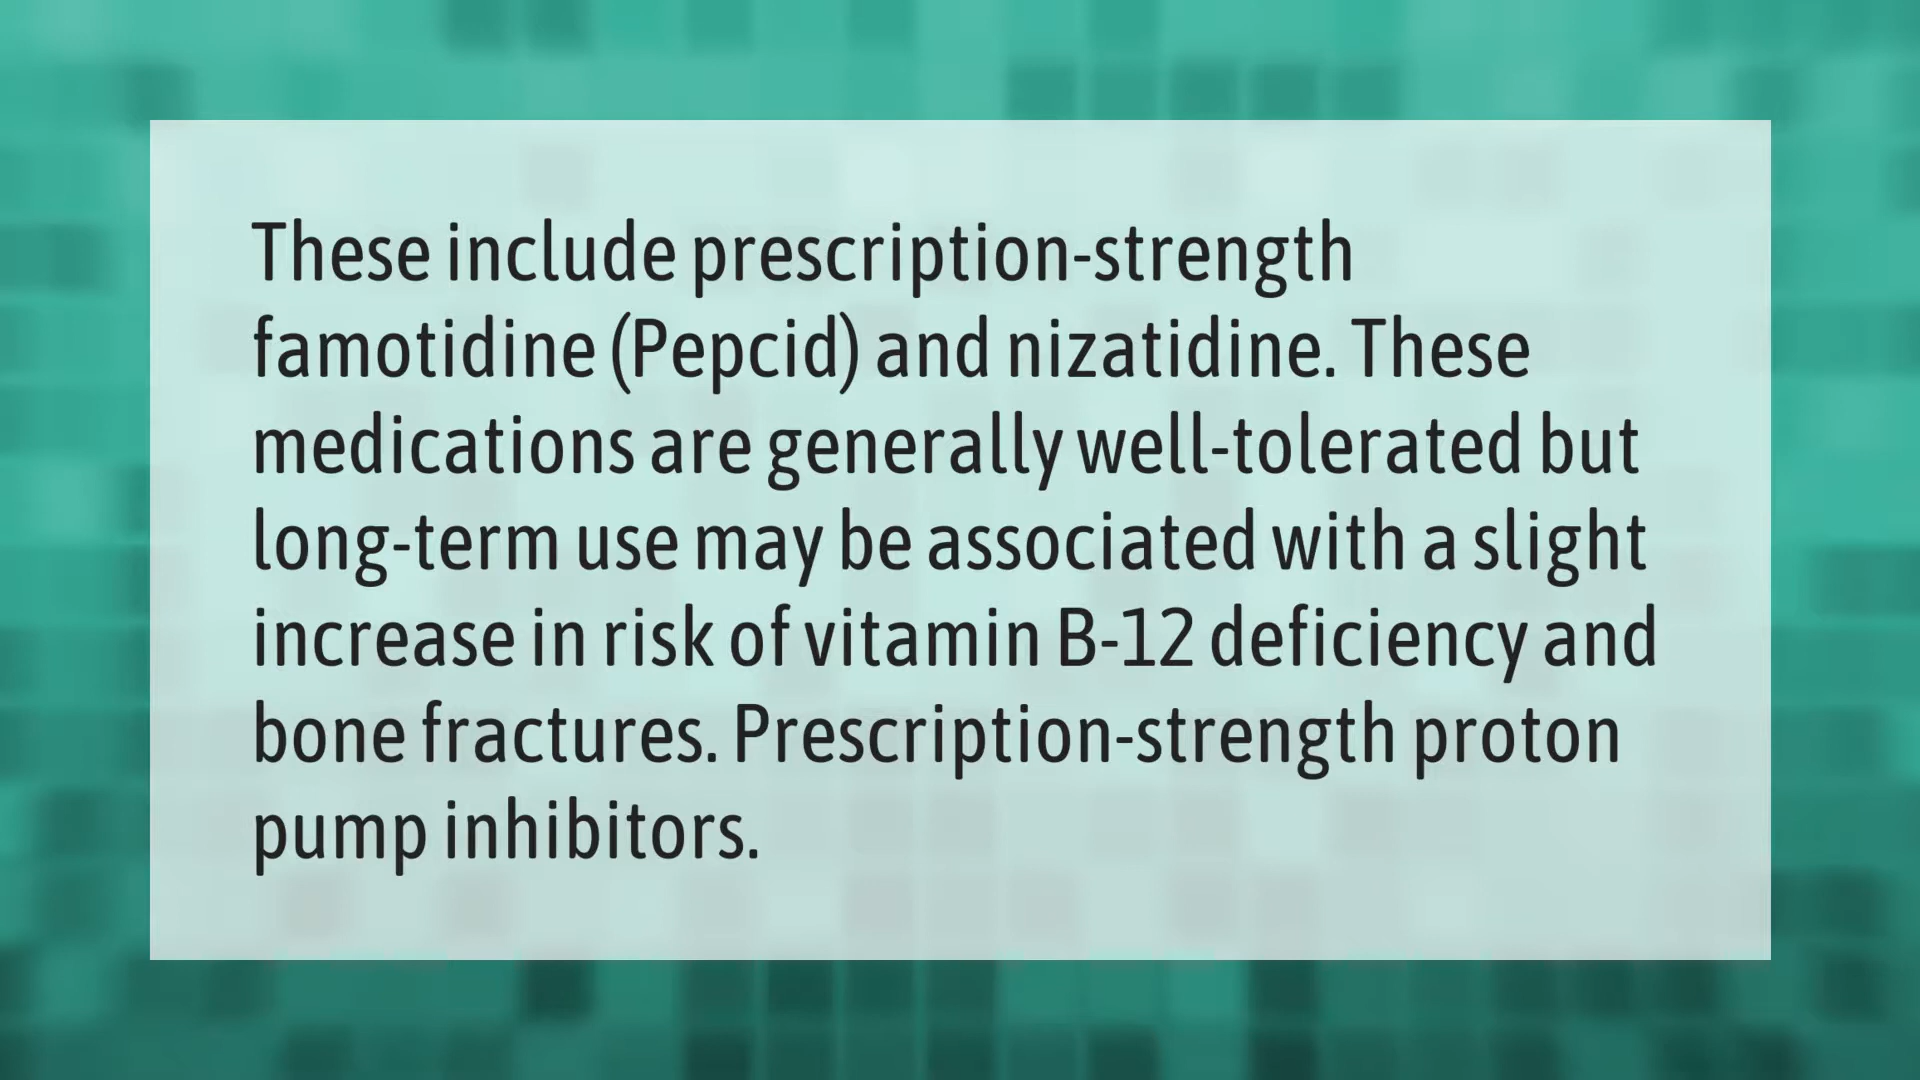 These include prescription-strength
famotidine (Pepcid) and nizatidine. These
medications are generally well-tolerated but
long-term use may be associated with a slight
increase in risk of vitamin B-12 deficiency and
bone fractures. Prescription-strength proton
pump inhibitors.